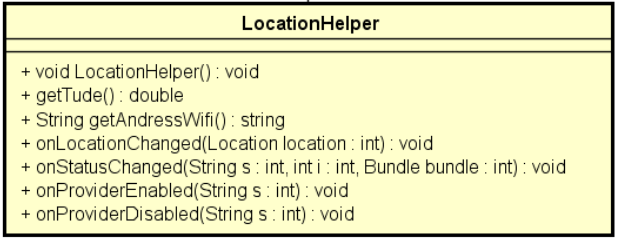 LocationHelper
+ void LocationHelper() : void
+ getTude() : double
+ String getAndressWifi() : string
+ onLocationChanged(Location location : int) : void
+ onStatusChanged(String s : int, int i : int, Bundle bundle : int) : void
+ onProviderEnabled(String s : int) : void
+ onProviderDisabled(String s : int) : void